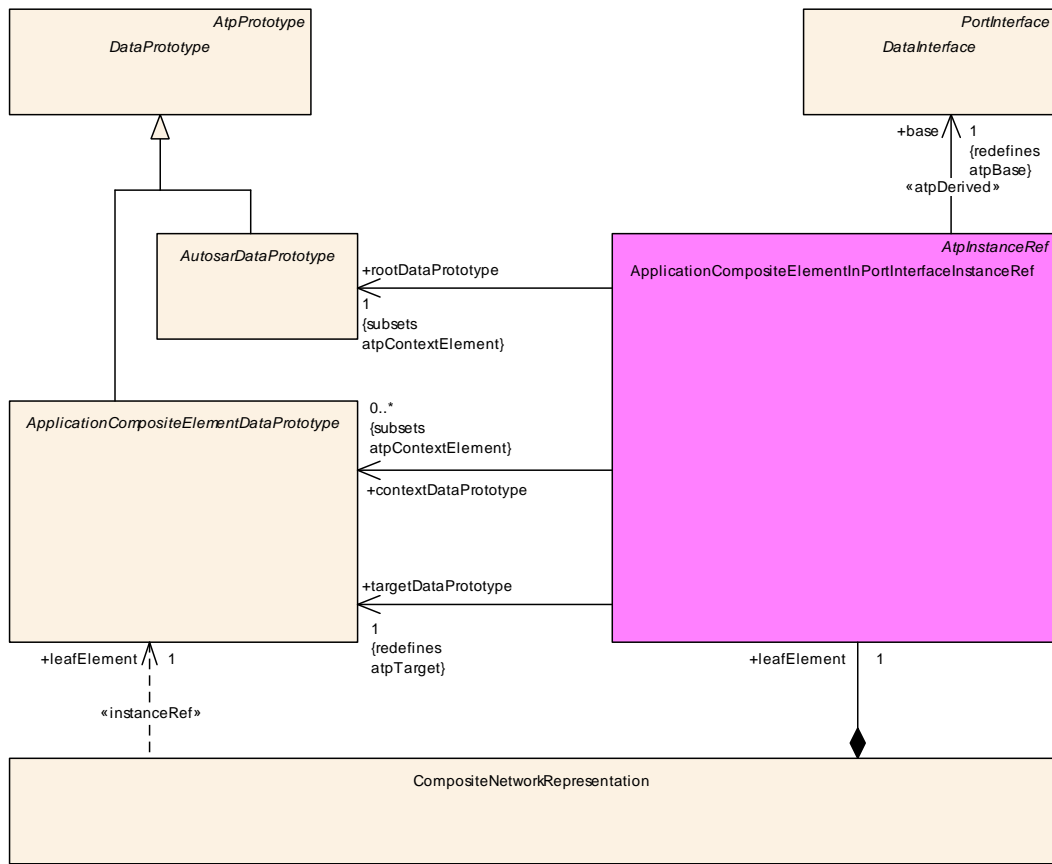 AtpPrototype
DataPrototype
PortInterface
DataInterface
+base
1
{redefines
atpBase}
«atpDerived»
AutosarDataPrototype
+rootDataPrototype
1
{subsets
atpContextElement}
AtpInstanceRef
ApplicationCompositeElementInPortInterfaceInstanceRef
ApplicationCompositeElementDataPrototype
0..*
{subsets
atpContextElement}
+contextDataPrototype
+targetDataPrototype
1
{redefines
atpTarget}
+leafElement
1
«instanceRef»
+leafElement
1
CompositeNetworkRepresentation